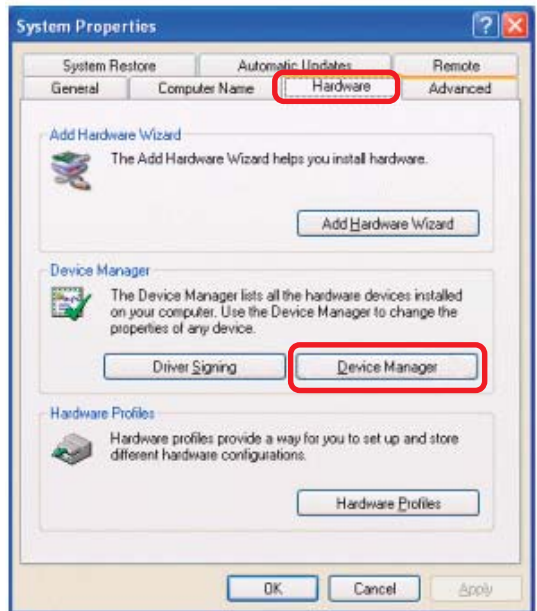 System Properties
System Restore Automatic Updates Remote
General Computer Name Hardware Advanced
Add Hardware Wizard
The Add Hardware Wizard helps you install hardware.
Add Hardware Wizard
Device Manager
The Device Manager lists all the hardware devices installed
on your computer. Use the Device Manager to change the
properties of any device.
Driver Signing Device Manager
Hardware Profiles
Hardware profiles provide a way for you to set up and store
different hardware configurations.
Hardware Profiles
OK Cancel Apply